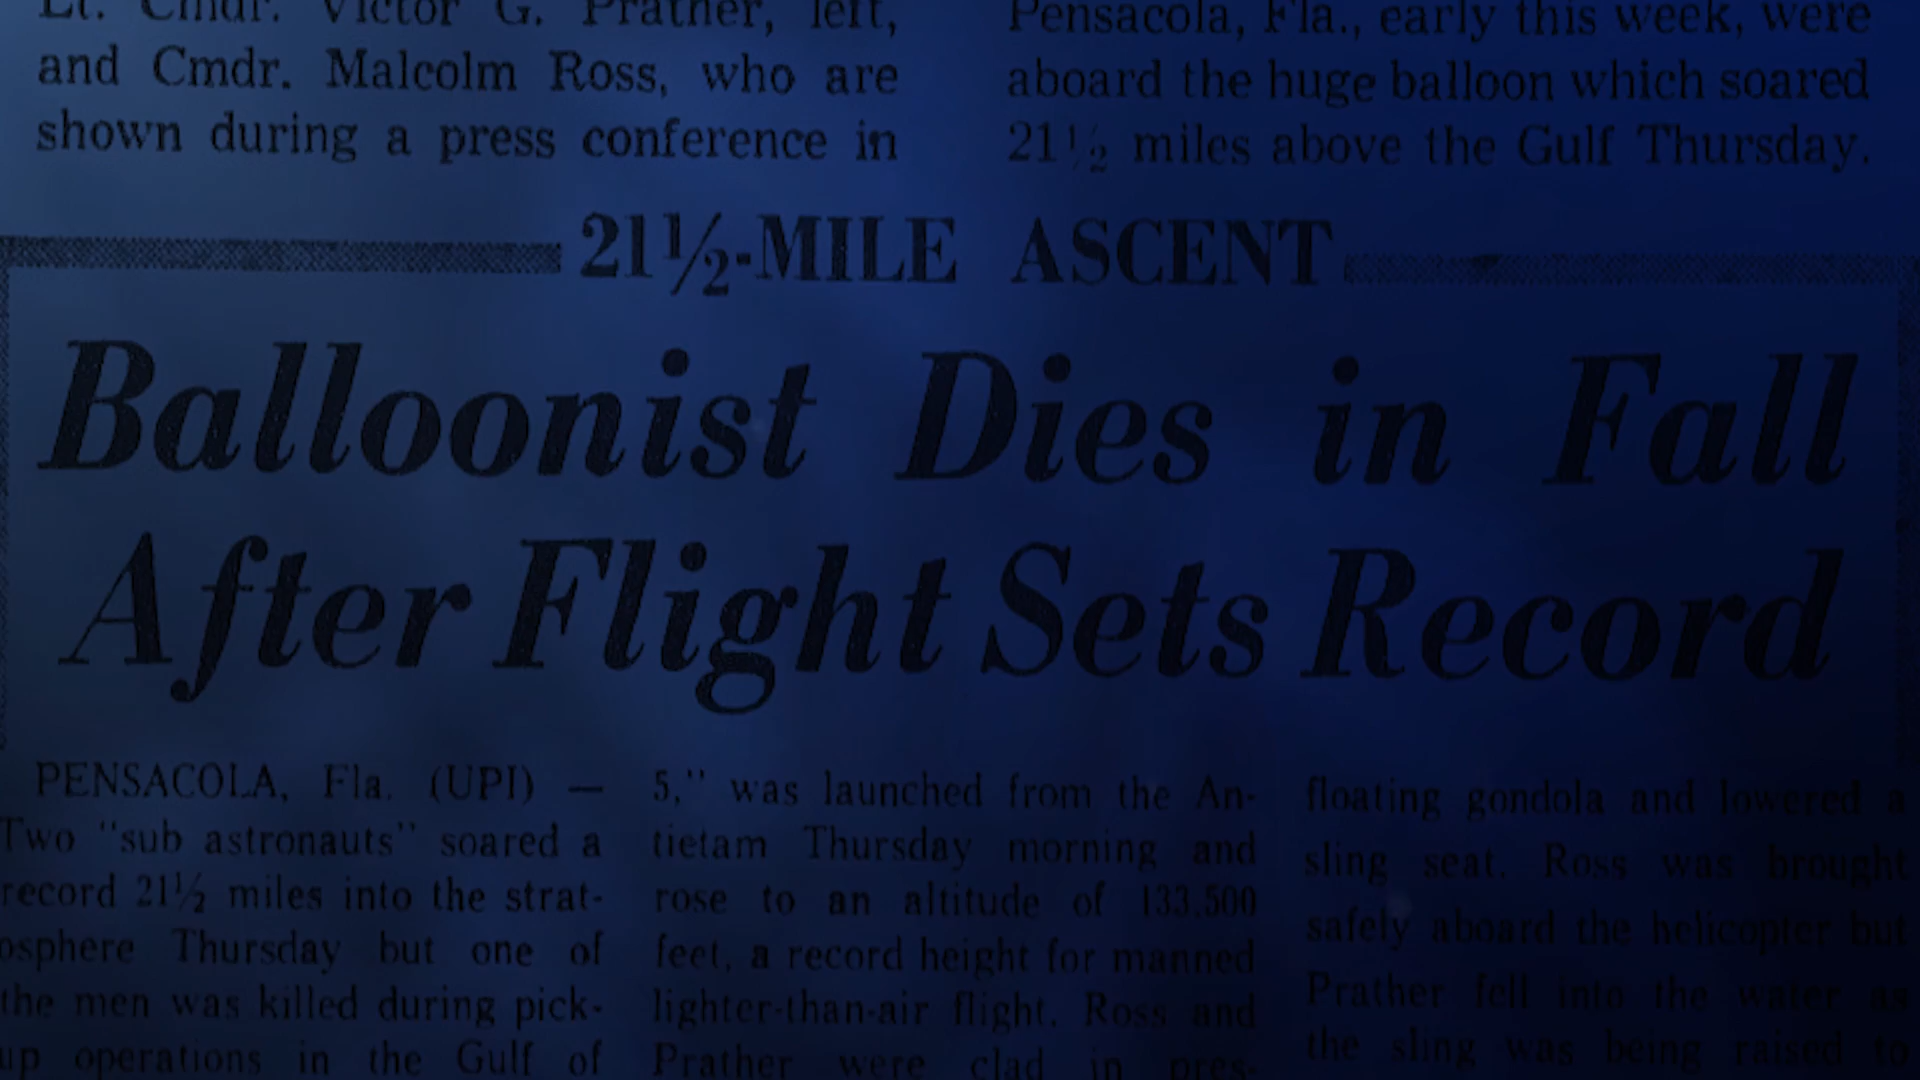 Lt. Cmdr. Victor G. Prather, left,
and Cmdr. Malcolm Ross, who are
shown during a press conference in
Pensacola, Fla., early this week, were
aboard the huge balloon which soared
21½ miles above the Gulf Thursday.
21½-MILE ASCENT
Balloonist Dies in Fall
After Flight Sets Record
PENSACOLA, Fla. (UPI) —
Two "sub astronauts" soared a
record 21½ miles into the strat-
osphere Thursday but one of
the men was killed during pick-
up operations in the Gulf of
5," was launched from the An-
tietam Thursday morning and
rose to an altitude of 133,500
feet, a record height for manned
lighter-than-air flight. Ross and
Prather were clad in pres-
floating gondola and lowered a
sling seat. Ross was brought
safely aboard the helicopter but
Prather fell into the water as
the sling was being raised to